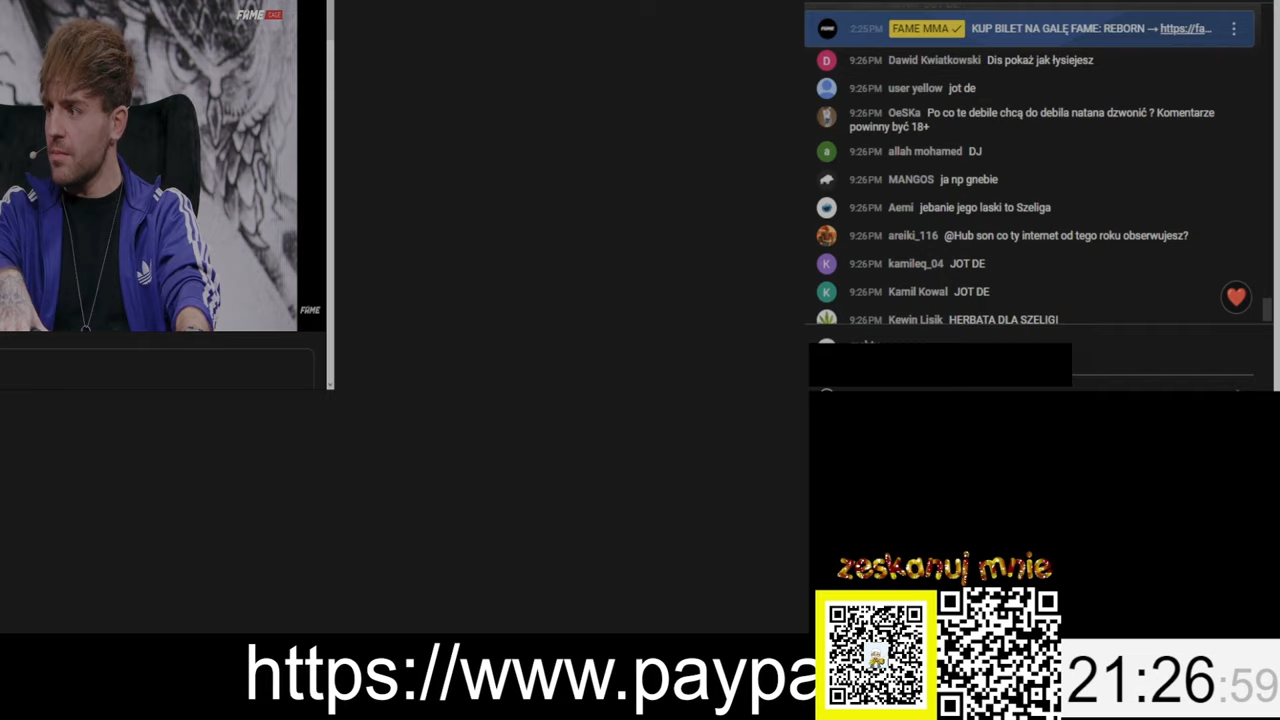 FAME CAGE
FAME
2:25PM FAME MMA KUP BILET NA GALĘ FAME: REBORN → https://fa...
D 9:26PM Dawid Kwiatkowski Dis pokaż jak łysiejesz
9:26PM user yellow jot de
9:26PM OeSKa Po co te debile chcą do debila natana dzwonić ? Komentarze
powinny być 18+
a 9:26PM allah mohamed DJ
9:26PM MANGOS ja np gnebie
9:26PM Aemi jebanie jego laski to Szeliga
9:26PM areiki_116 @Hub son co ty internet od tego roku obserwujesz?
K 9:26PM kamileq_04 JOT DE
K 9:26PM Kamil Kowal JOT DE
9:26PM Kewin Lisik HERBATA DLA SZELIGI
zeskanuj mnie
https://www.paypa
21:26:59